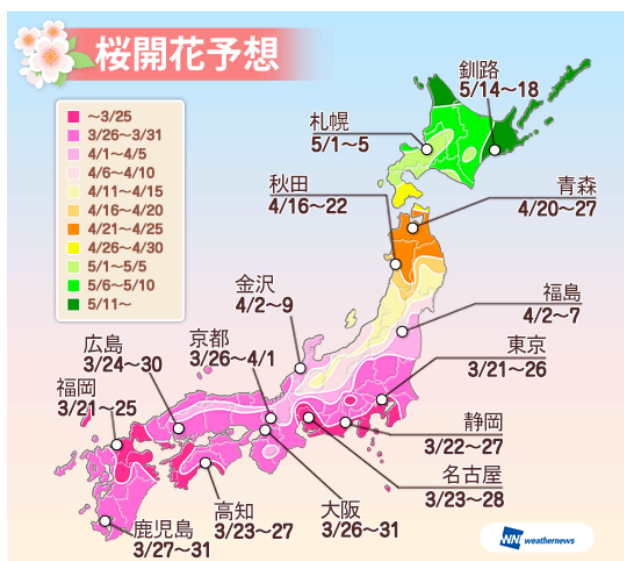 桜開花予想
～3/25
3/26～3/31
4/1～4/5
4/6～4/10
4/11～4/15
4/16～4/20
4/21～4/25
4/26～4/30
5/1～5/5
5/6～5/10
5/11～
釧路
5/14～18
札幌
5/1～5
秋田
4/16～22
青森
4/20～27
金沢
4/2～9
福島
4/2～7
京都
3/26～4/1
広島
3/24～30
東京
3/21～26
福岡
3/21～25
静岡
3/22～27
名古屋
3/23～28
大阪
3/26～31
高知
3/23～27
鹿児島
3/27～31
WN weathernews